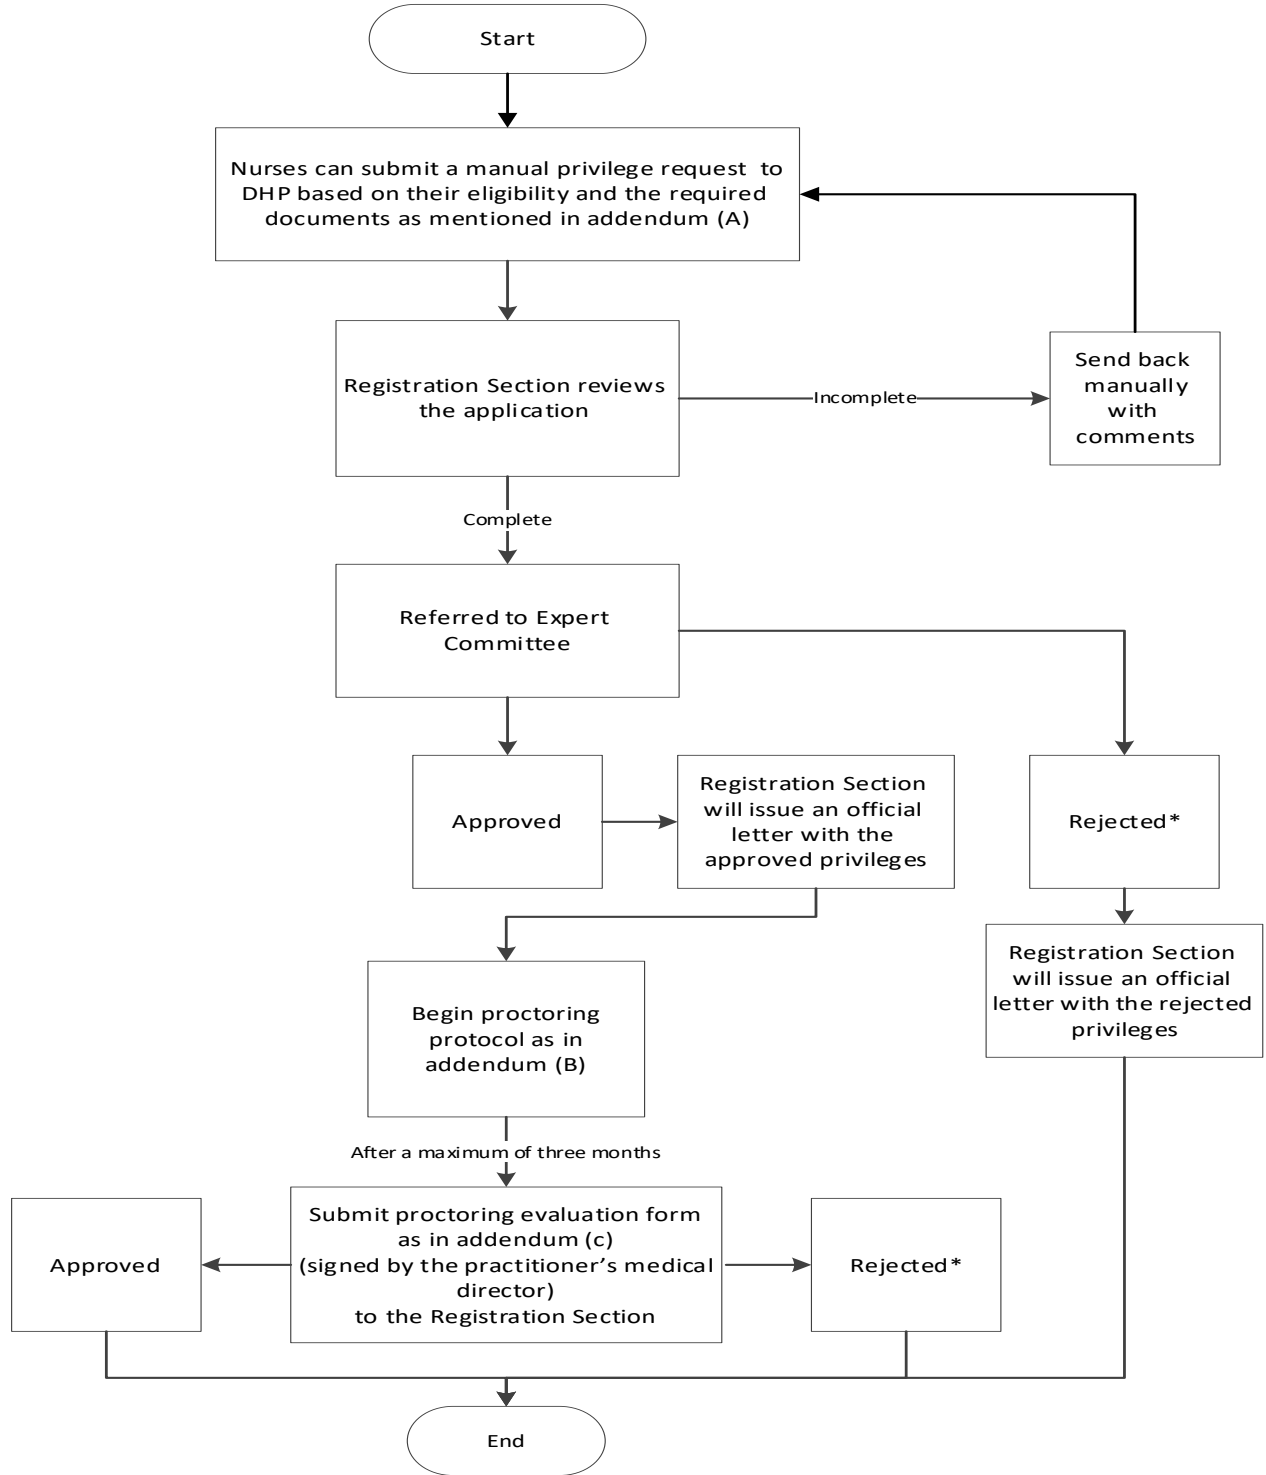 Start
Nurses can submit a manual privilege request to
DHP based on their eligibility and the required
documents as mentioned in addendum (A)
Registration Section reviews
the application
Incomplete
Send back
manually
with
comments
Complete
Referred to Expert
Committee
Approved
Registration Section
will issue an official
letter with the
approved privileges
Rejected*
Registration Section
will issue an official
letter with the rejected
privileges
Begin proctoring
protocol as in
addendum (B)
After a maximum of three months
Approved
Submit proctoring evaluation form
as in addendum (c)
(signed by the practitioner’s medical
director)
to the Registration Section
Rejected*
End